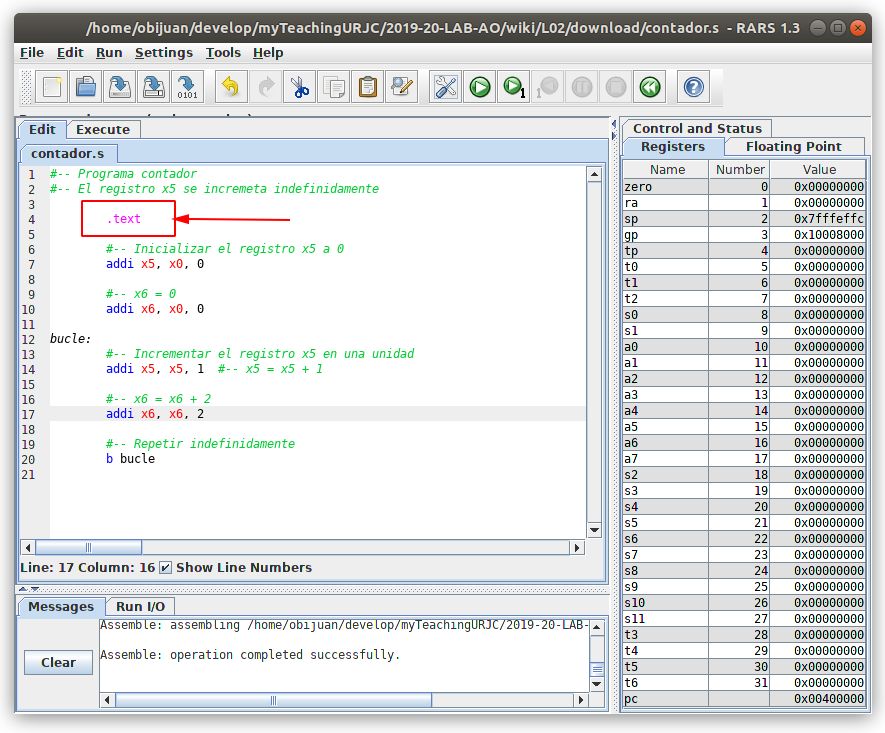 /home/obijuan/develop/myTeachingURJC/2019-20-LAB-AO/wiki/L02/download/contador.s - RARS 1.3
File Edit Run Settings Tools Help
0101
1
1
Edit Execute
contador.s
1 #-- Programa contador
2 #-- El registro x5 se incremeta indefinidamente
3
4 .text
5
6 #-- Inicializar el registro x5 a 0
7 addi x5, x0, 0
8
9 #-- x6 = 0
10 addi x6, x0, 0
11
12 bucle:
13 #-- Incrementar el registro x5 en una unidad
14 addi x5, x5, 1 #-- x5 = x5 + 1
15
16 #-- x6 = x6 + 2
17 addi x6, x6, 2
18
19 #-- Repetir indefinidamente
20 b bucle
21
Line: 17 Column: 16 Show Line Numbers
Messages Run I/O
Clear
Assemble: assembling /home/obijuan/develop/myTeachingURJC/2019-20-LAB-
Assemble: operation completed successfully.
Control and Status
Registers Floating Point
Name Number Value
zero 0 0x00000000
ra 1 0x00000000
sp 2 0x7fffeffc
gp 3 0x10008000
tp 4 0x00000000
t0 5 0x00000000
t1 6 0x00000000
t2 7 0x00000000
s0 8 0x00000000
s1 9 0x00000000
a0 10 0x00000000
a1 11 0x00000000
a2 12 0x00000000
a3 13 0x00000000
a4 14 0x00000000
a5 15 0x00000000
a6 16 0x00000000
a7 17 0x00000000
s2 18 0x00000000
s3 19 0x00000000
s4 20 0x00000000
s5 21 0x00000000
s6 22 0x00000000
s7 23 0x00000000
s8 24 0x00000000
s9 25 0x00000000
s10 26 0x00000000
s11 27 0x00000000
t3 28 0x00000000
t4 29 0x00000000
t5 30 0x00000000
t6 31 0x00000000
pc 0x00400000